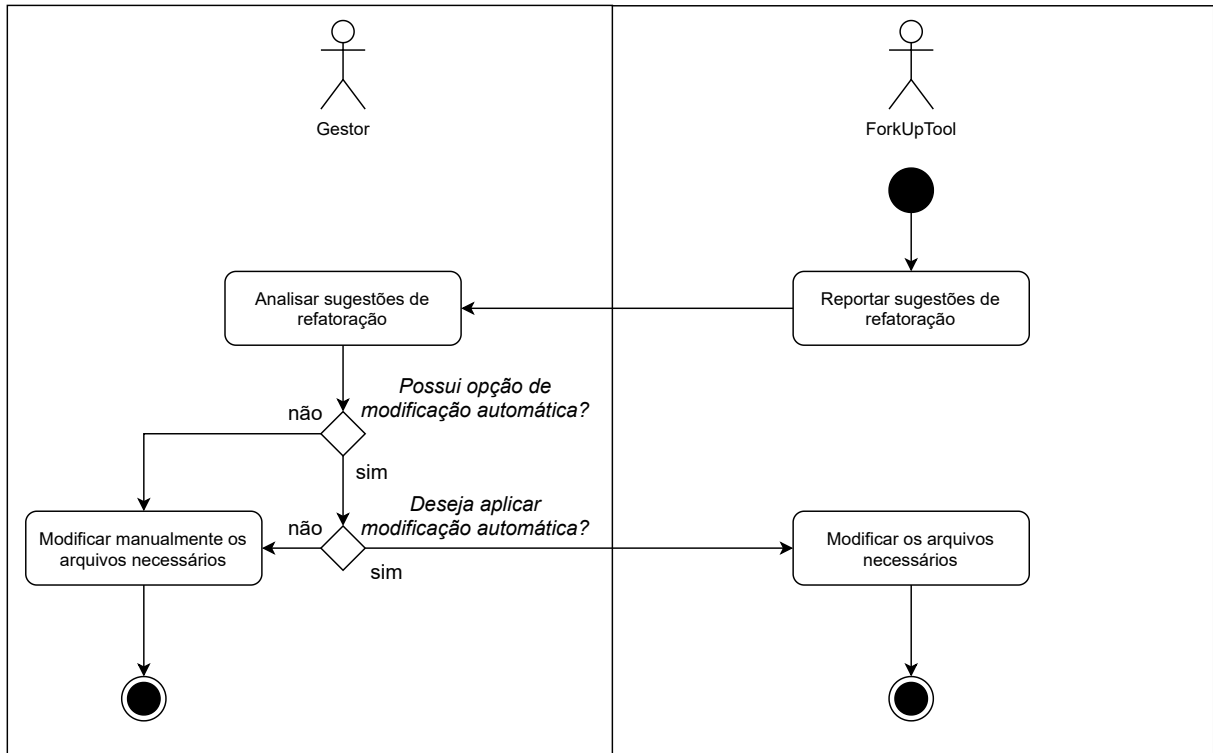 Gestor
ForkUpTool
Analisar sugestões de
refatoração
Reportar sugestões de
refatoração
Possui opção de
modificação automática?
não
sim
Deseja aplicar
modificação automática?
não
sim
Modificar manualmente os
arquivos necessários
Modificar os arquivos
necessários